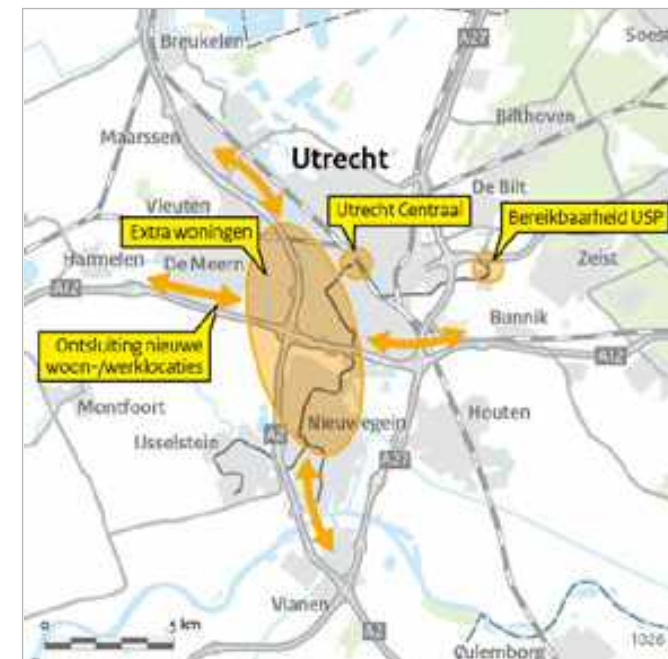 Breukelen
A27
Soest
Maarssen
Bilthoven
Utrecht
De Bilt
Vleuten
Utrecht Centraal
Bereikbaarheid USP
Extra woningen
Harmelen
De Meern
Zeist
A12
Bunnik
Ontsluiting nieuwe
woon-/werklocaties
A12
Montfoort
Nieuwegein
Houten
IJsselstein
A2
A27
Vianen
0
5 km
A2
Culemborg
1026